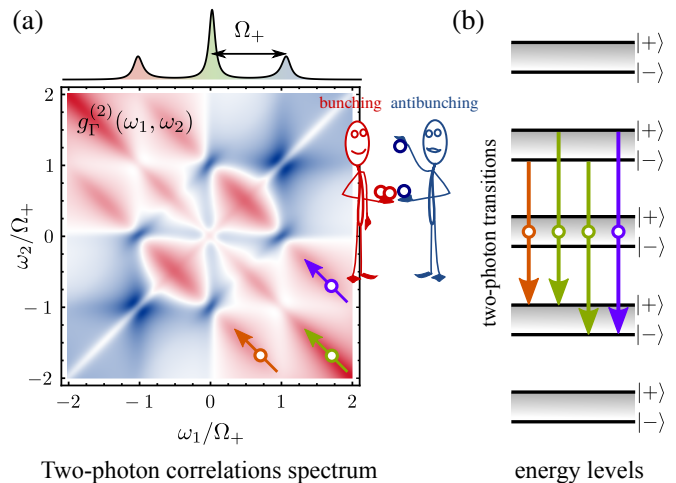 (a)
Ω₊
(b)
g_Γ^(2)(ω₁, ω₂)
bunching antibunching
2
1
0
−1
−2
ω₂/Ω₊
−2 −1 0 1 2
ω₁/Ω₊
Two-photon correlations spectrum
two-photon transitions
|+⟩
|−⟩
|+⟩
|−⟩
|+⟩
|−⟩
|+⟩
|−⟩
|+⟩
|−⟩
energy levels